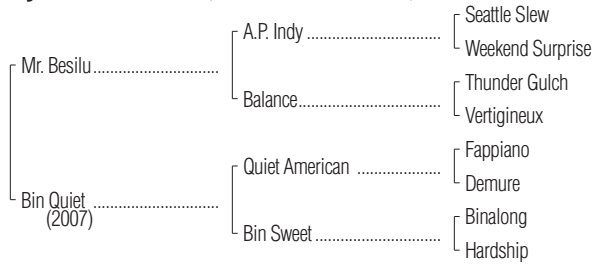 Seattle Slew
A.P. Indy
Weekend Surprise
Mr. Besilu
Thunder Gulch
Balance
Vertigineux
Fappiano
Quiet American
Demure
Bin Quiet
(2007)
Binalong
Bin Sweet
Hardship